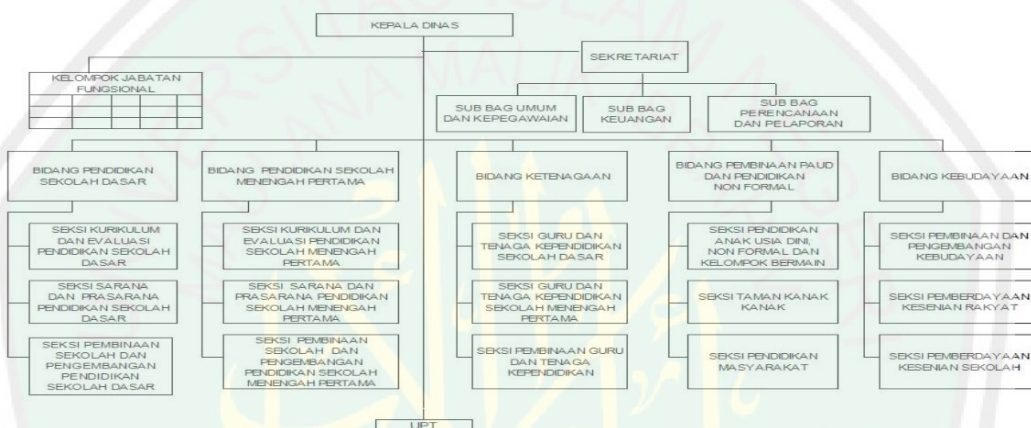 KEPALA DINAS
SEKRETARIAT
KELOMPOK JABATAN
FUNGSIONAL
SUB BAG UMUM
DAN KEPEGAWAIAN
SUB BAG
KEUANGAN
SUB BAG
PERENCANAAN
DAN PELAPORAN
BIDANG PENDIDIKAN
SEKOLAH DASAR
BIDANG PENDIDIKAN SEKOLAH
MENENGAH PERTAMA
BIDANG KETENAGAAN
BIDANG PEMBINAAN PAUD
DAN PENDIDIKAN
NON FORMAL
BIDANG KEBUDAYAAN
SEKSI KURIKULUM
DAN EVALUASI
PENDIDIKAN SEKOLAH
DASAR
SEKSI KURIKULUM DAN
EVALUASI PENDIDIKAN
SEKOLAH MENENGAH
PERTAMA
SEKSI GURU DAN
TENAGA KEPENDIDIKAN
SEKOLAH DASAR
SEKSI PENDIDIKAN
ANAK USIA DINI,
NON FORMAL DAN
KELOMPOK BERMAIN
SEKSI PEMBINAAN DAN
PENGEMBANGAN
KEBUDAYAAN
SEKSI SARANA
DAN PRASARANA
PENDIDIKAN SEKOLAH
DASAR
SEKSI SARANA DAN
PRASARANA PENDIDIKAN
SEKOLAH MENENGAH
PERTAMA
SEKSI GURU DAN
TENAGA KEPENDIDIKAN
SEKOLAH MENENGAH
PERTAMA
SEKSI TAMAN KANAK
KANAK
SEKSI PEMBERDAYAAN
KESENIAN RAKYAT
SEKSI PEMBINAAN
SEKOLAH DAN
PENGEMBANGAN
PENDIDIKAN
SEKOLAH DASAR
SEKSI PEMBINAAN
SEKOLAH DAN
PENGEMBANGAN
PENDIDIKAN SEKOLAH
MENENGAH PERTAMA
SEKSI PEMBINAAN GURU
DAN TENAGA
KEPENDIDIKAN
SEKSI PENDIDIKAN
MASYARAKAT
SEKSI PEMBERDAYAAN
KESENIAN SEKOLAH
UPT